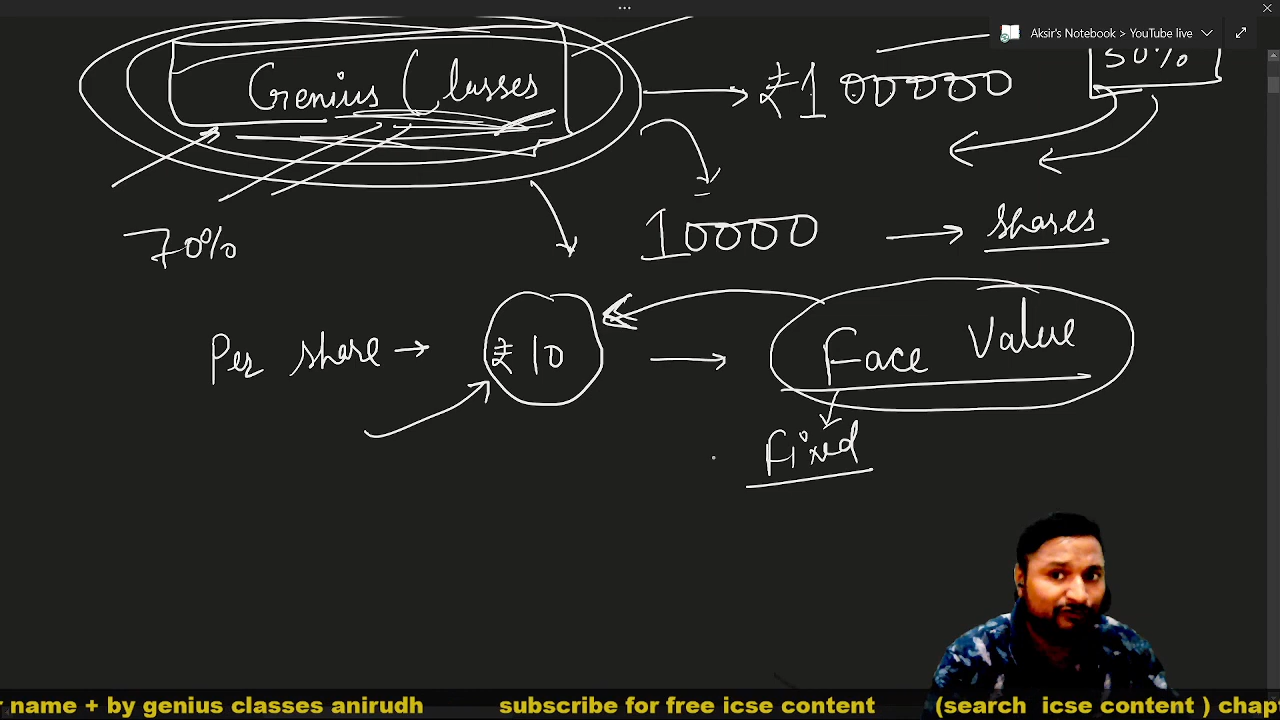 Aksir's Notebook > YouTube live
Genius Classes → ₹1 00000
30%
70%
10000 → shares
Per share → ₹10 → Face Value
Fixed
r name + by genius classes anirudh subscribe for free icse content (search icse content ) chap